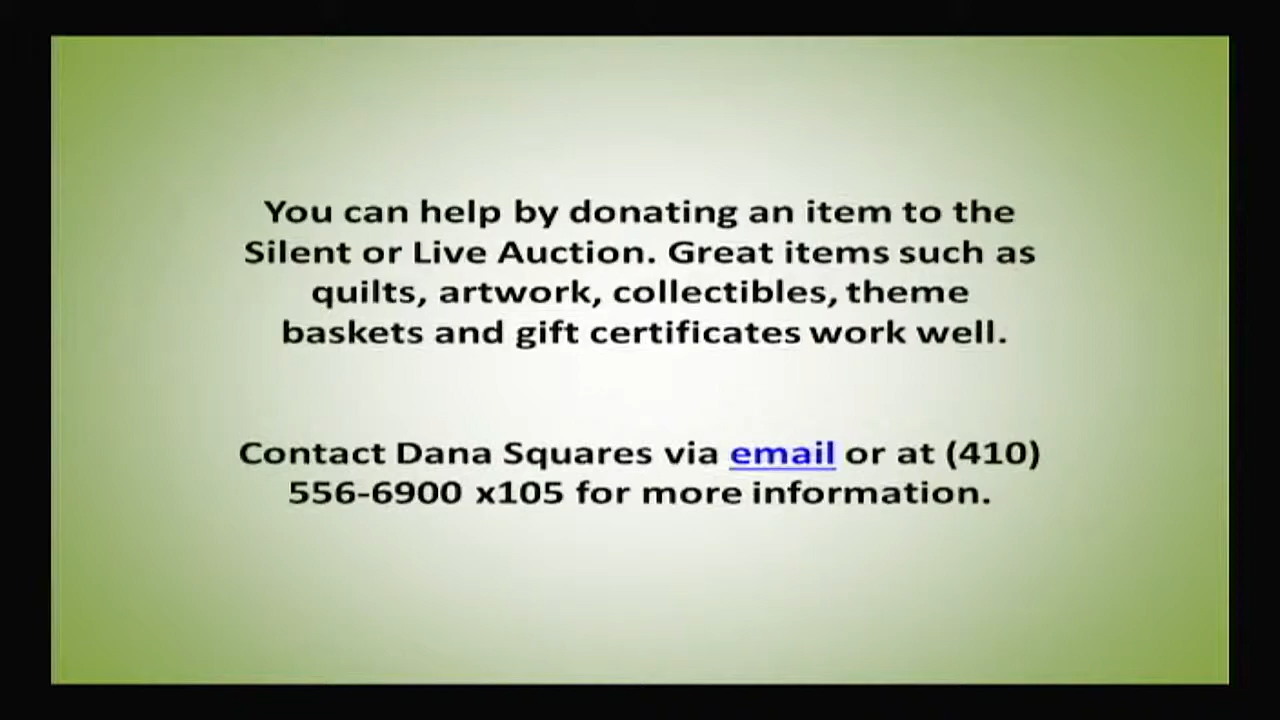 You can help by donating an item to the
Silent or Live Auction. Great items such as
quilts, artwork, collectibles, theme
baskets and gift certificates work well.
Contact Dana Squares via email or at (410)
556-6900 x105 for more information.